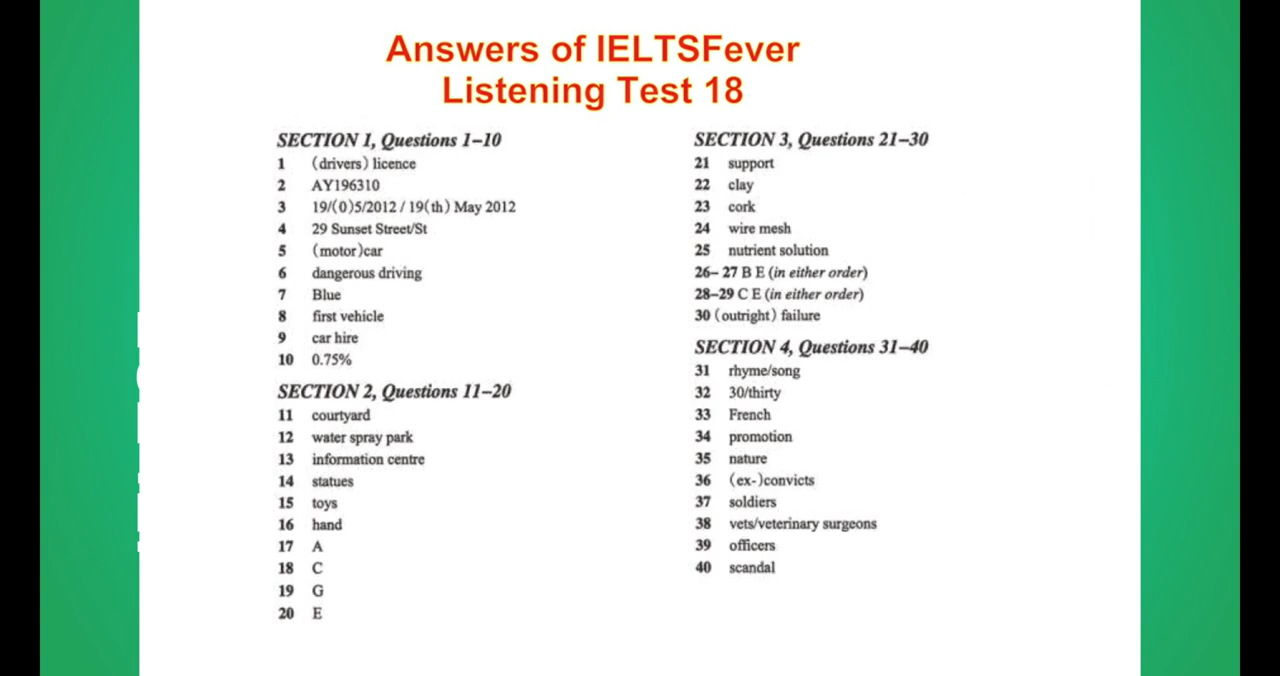 Answers of IELTSFever
Listening Test 18
SECTION 1, Questions 1–10
1 (drivers) licence
2 AY196310
3 19/(0)5/2012 / 19(th) May 2012
4 29 Sunset Street/St
5 (motor)car
6 dangerous driving
7 Blue
8 first vehicle
9 car hire
10 0.75%
SECTION 2, Questions 11–20
11 courtyard
12 water spray park
13 information centre
14 statues
15 toys
16 hand
17 A
18 C
19 G
20 E
SECTION 3, Questions 21–30
21 support
22 clay
23 cork
24 wire mesh
25 nutrient solution
26– 27 B E (in either order)
28–29 C E (in either order)
30 (outright) failure
SECTION 4, Questions 31–40
31 rhyme/song
32 30/thirty
33 French
34 promotion
35 nature
36 (ex-)convicts
37 soldiers
38 vets/veterinary surgeons
39 officers
40 scandal